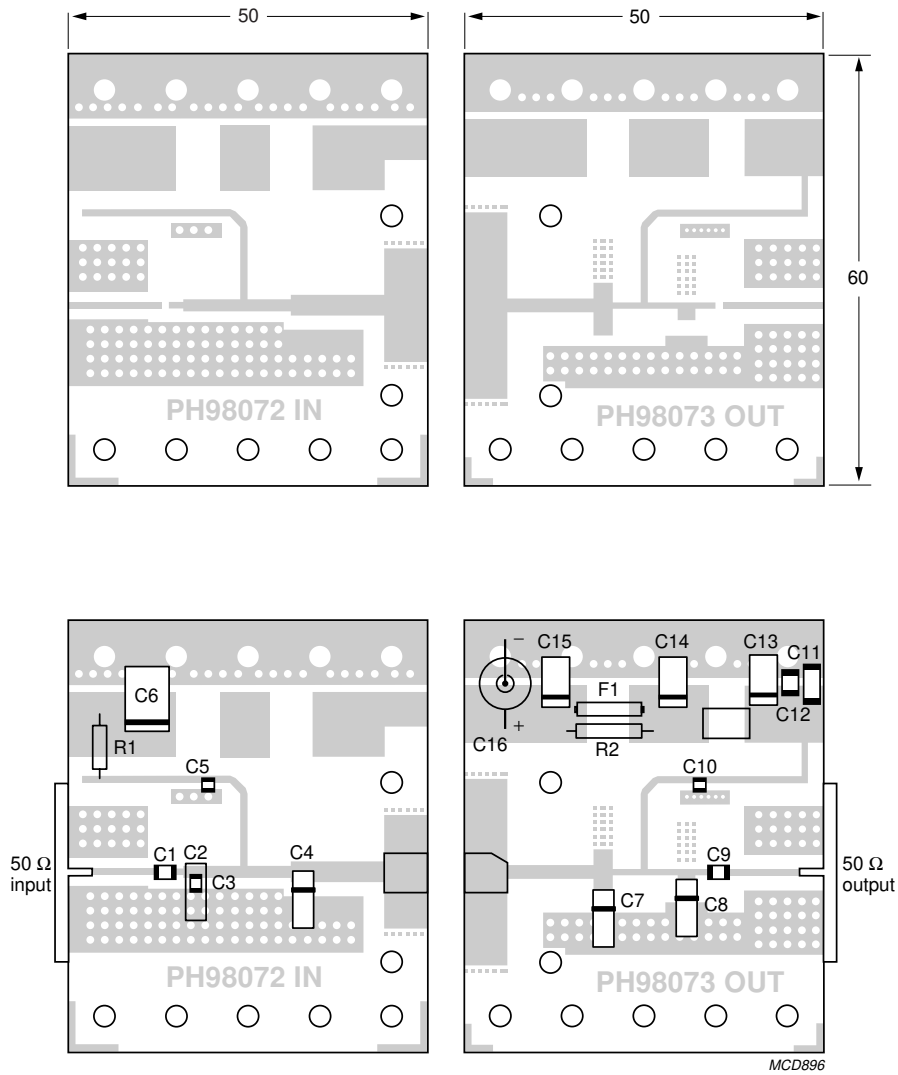 50
50
60
PH98072 IN
PH98073 OUT
C15
C14
C13
C11
C6
−
F1
C12
+
C16
R2
R1
C5
C10
50 Ω
input
C1
C2
C3
C4
C7
C8
C9
50 Ω
output
PH98072 IN
PH98073 OUT
MCD896